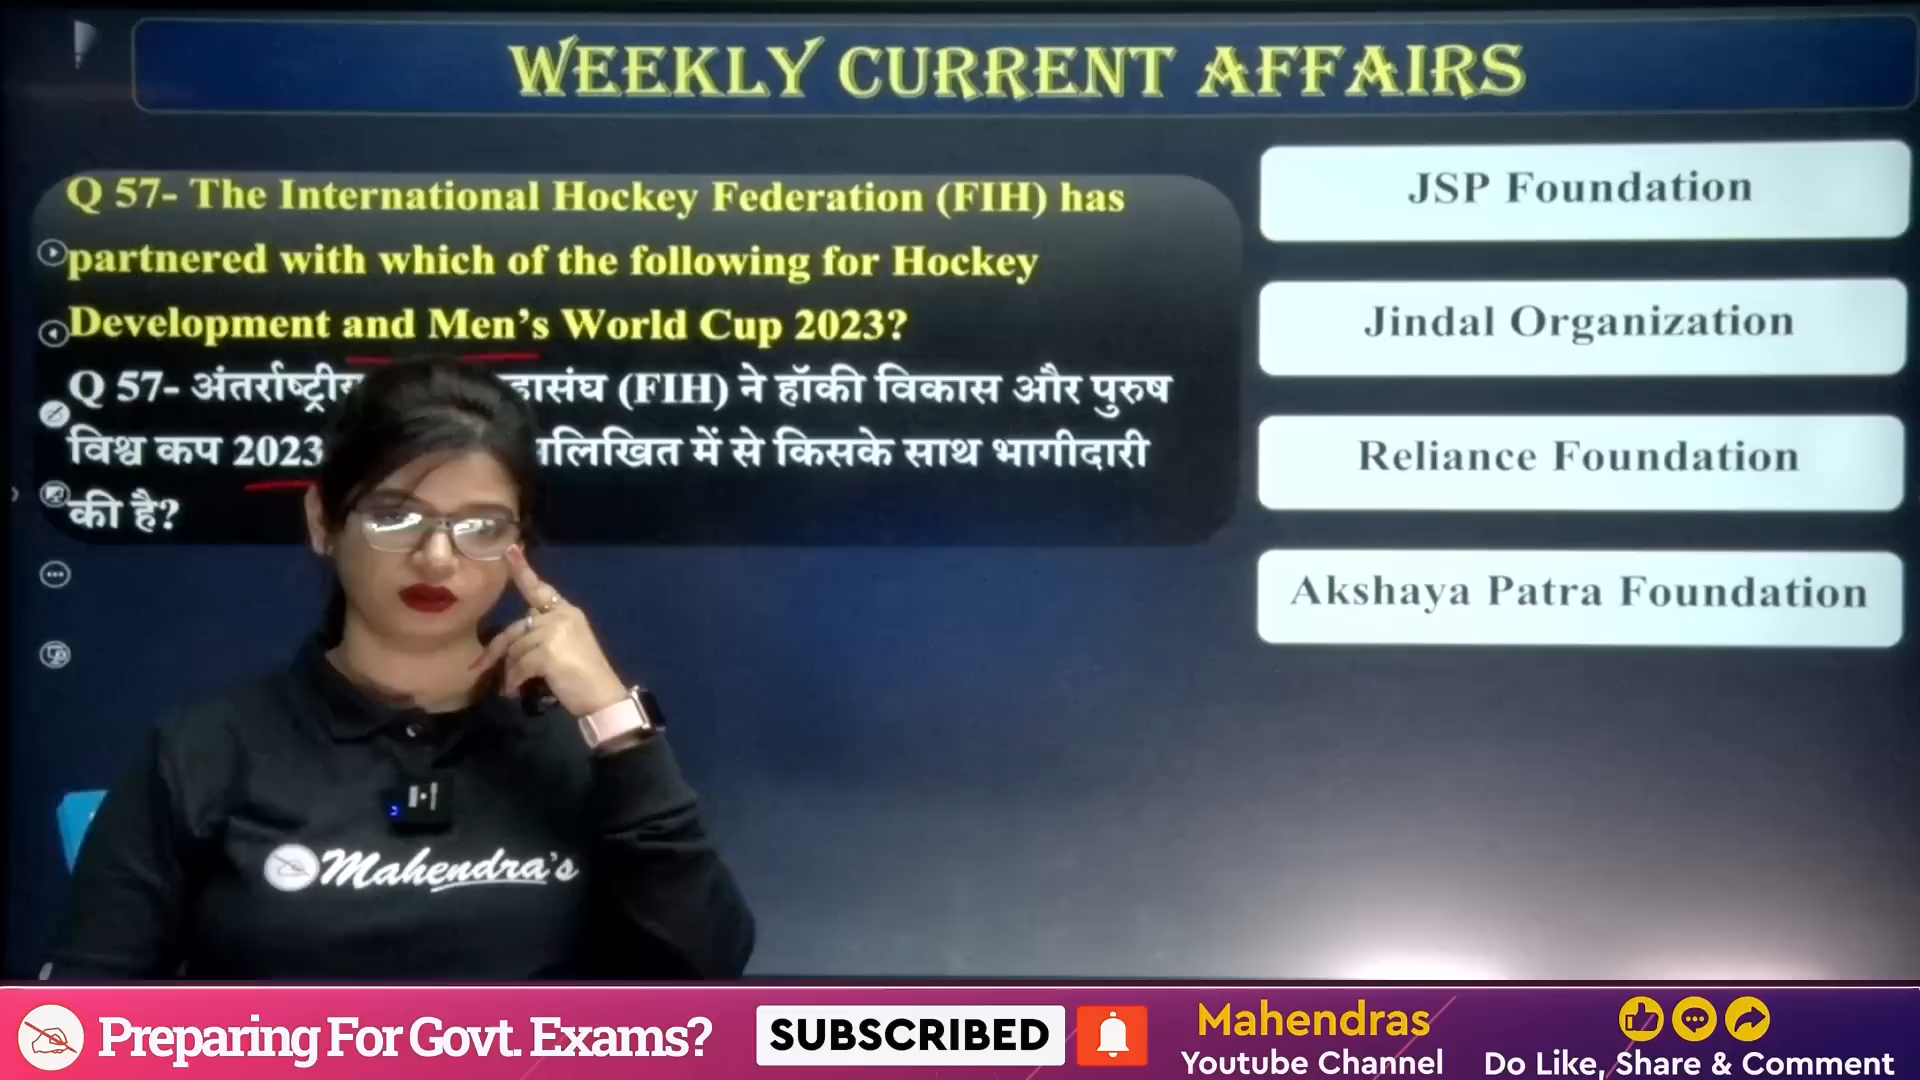 WEEKLY CURRENT AFFAIRS
Q 57- The International Hockey Federation (FIH) has
partnered with which of the following for Hockey
Development and Men's World Cup 2023?
Q 57- अंतर्राष्ट्रीय (FIH) ने हॉकी विकास और पुरुष
विश्व कप 2023 में से किसके साथ भागीदारी
की है?
JSP Foundation
Jindal Organization
Reliance Foundation
Akshaya Patra Foundation
Mahendra's
Preparing For Govt. Exams?
SUBSCRIBED
Mahendras
Youtube Channel
Do Like, Share & Comment